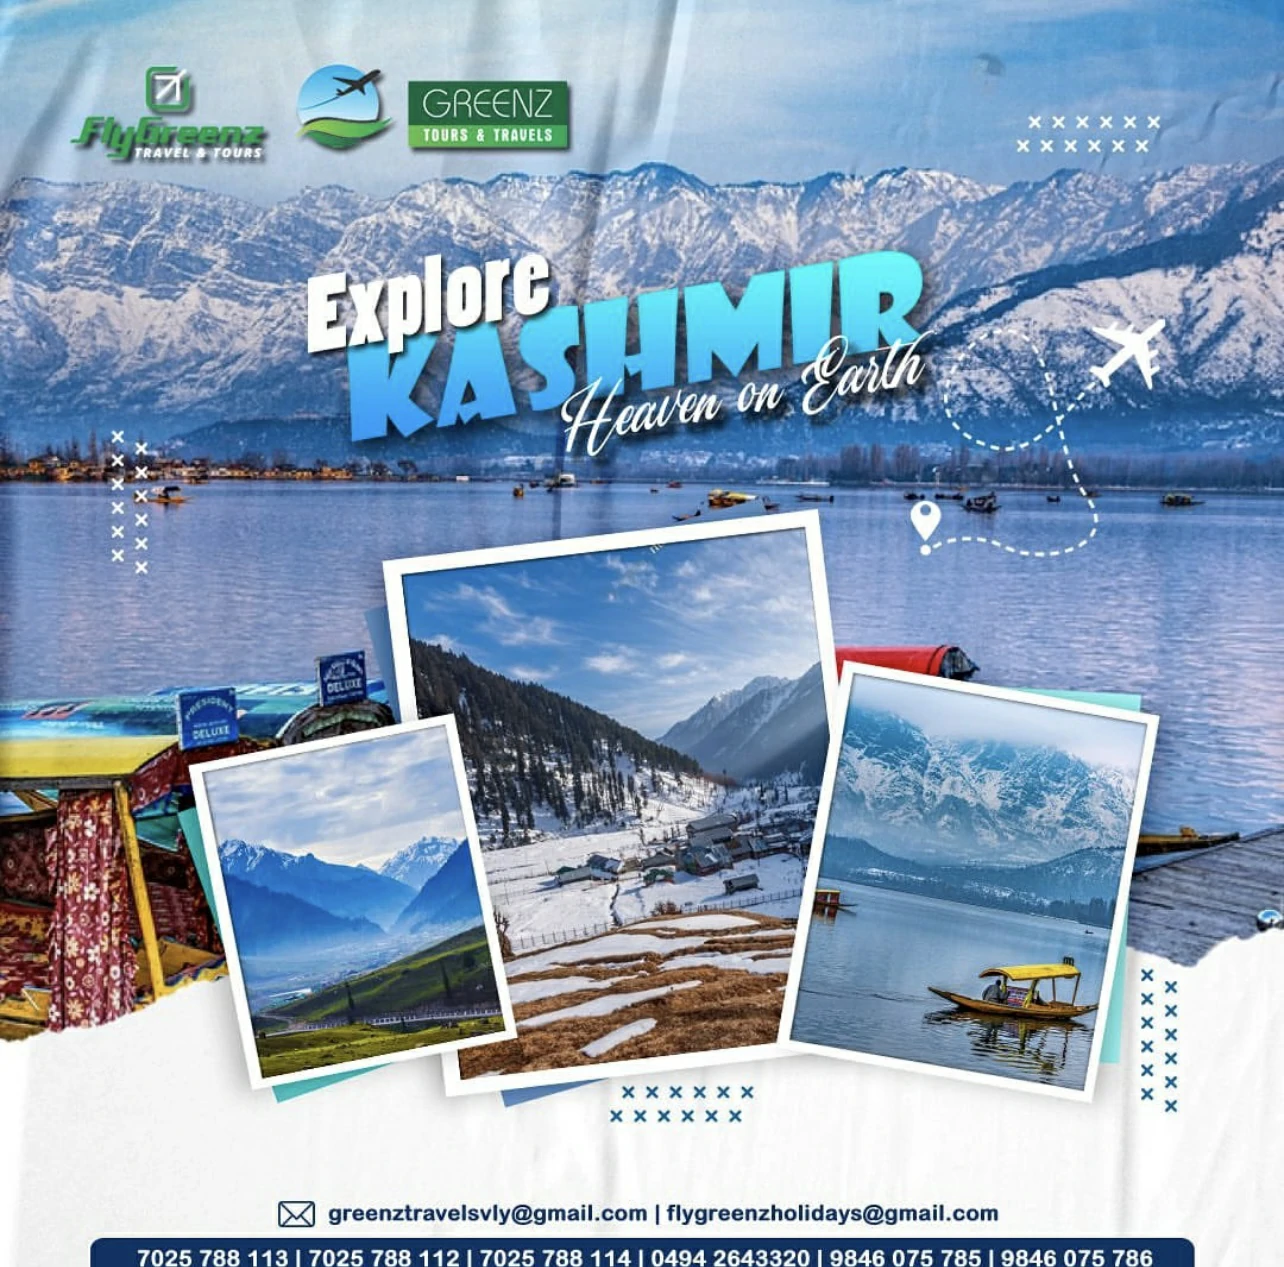 FlyGreenz
TRAVEL & TOURS
GREENZ
TOURS & TRAVELS
Explore
KASHMIR
Heaven on Earth
DELUXE
PRESIDENT
DELUXE
greenztravelsvly@gmail.com | flygreenzholidays@gmail.com
7025 788 113 | 7025 788 112 | 7025 788 114 | 0494 2643320 | 9846 075 785 | 9846 075 786